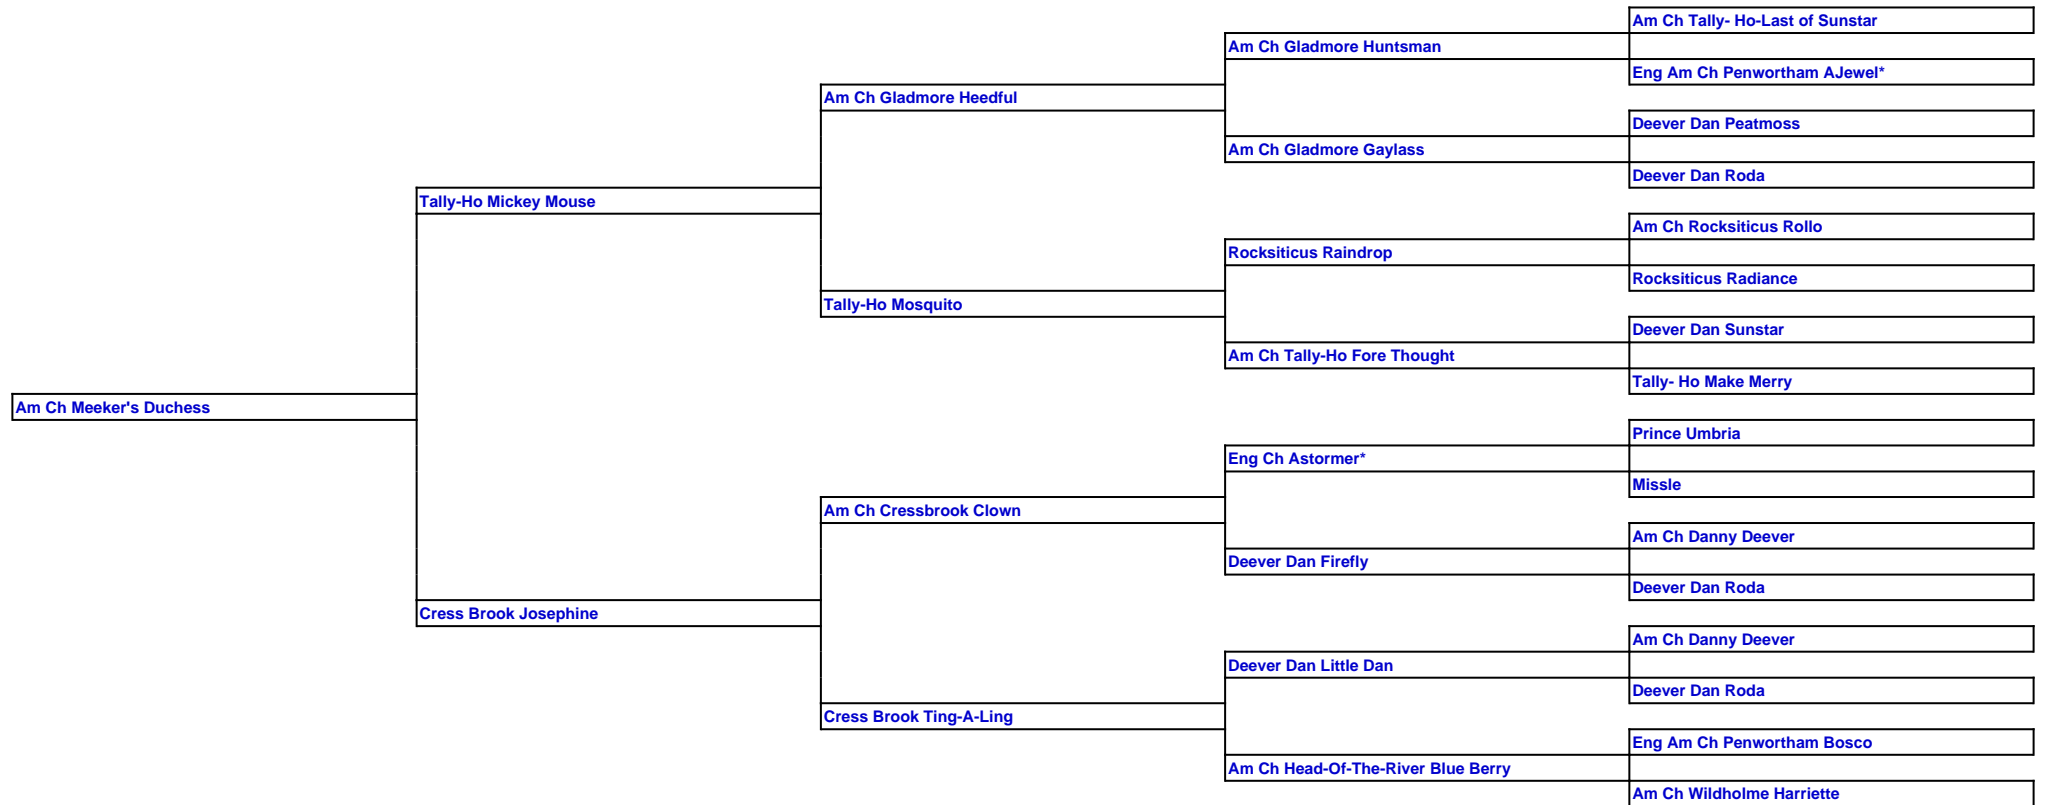 Am Ch Tally- Ho-Last of Sunstar
Am Ch Gladmore Huntsman
Eng Am Ch Penwortham AJewel*
Am Ch Gladmore Heedful
Deever Dan Peatmoss
Am Ch Gladmore Gaylass
Deever Dan Roda
Tally-Ho Mickey Mouse
Am Ch Rocksiticus Rollo
Rocksiticus Raindrop
Rocksiticus Radiance
Tally-Ho Mosquito
Deever Dan Sunstar
Am Ch Tally-Ho Fore Thought
Tally- Ho Make Merry
Am Ch Meeker's Duchess
Prince Umbria
Eng Ch Astormer*
Missle
Am Ch Cressbrook Clown
Am Ch Danny Deever
Deever Dan Firefly
Deever Dan Roda
Cress Brook Josephine
Am Ch Danny Deever
Deever Dan Little Dan
Deever Dan Roda
Cress Brook Ting-A-Ling
Eng Am Ch Penwortham Bosco
Am Ch Head-Of-The-River Blue Berry
Am Ch Wildholme Harriette